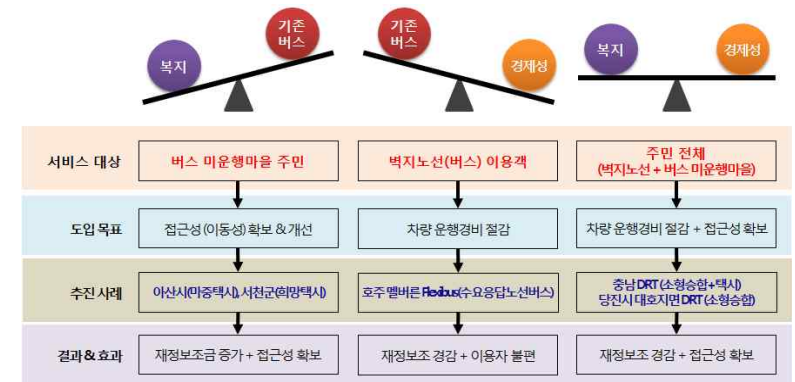 기존
버스
복지
기존
버스
경제성
복지
경제성
서비스 대상
버스 미운행마을 주민
벽지노선(버스) 이용객
주민 전체
(벽지노선 + 버스 미운행마을)
도입 목표
접근성(이동성) 확보 & 개선
차량 운행경비 절감
차량 운행경비 절감 + 접근성 확보
추진 사례
아산시(마중택시), 서천군(희망택시)
호주 멜버른 Flexibus(수요응답노선버스)
충남 DRT (소형승합+택시)
당진시 대호지면 DRT (소형승합)
결과 & 효과
재정보조금 증가 + 접근성 확보
재정보조 경감 + 이용자 불편
재정보조 경감 + 접근성 확보